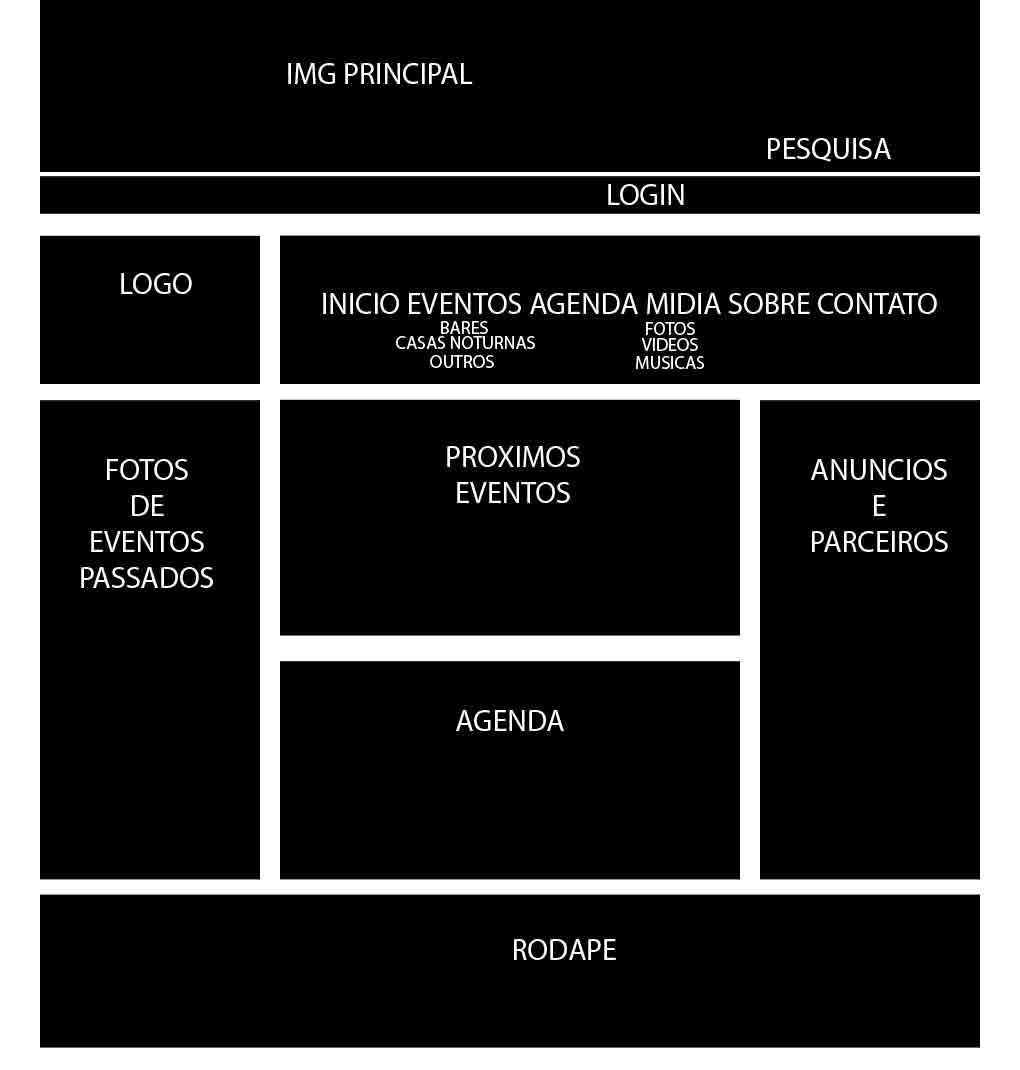 IMG PRINCIPAL
PESQUISA
LOGIN
LOGO
INICIO EVENTOS AGENDA MIDIA SOBRE CONTATO
BARES
CASAS NOTURNAS
OUTROS
FOTOS
VIDEOS
MUSICAS
FOTOS
DE
EVENTOS
PASSADOS
PROXIMOS
EVENTOS
AGENDA
ANUNCIOS
E
PARCEIROS
RODAPE